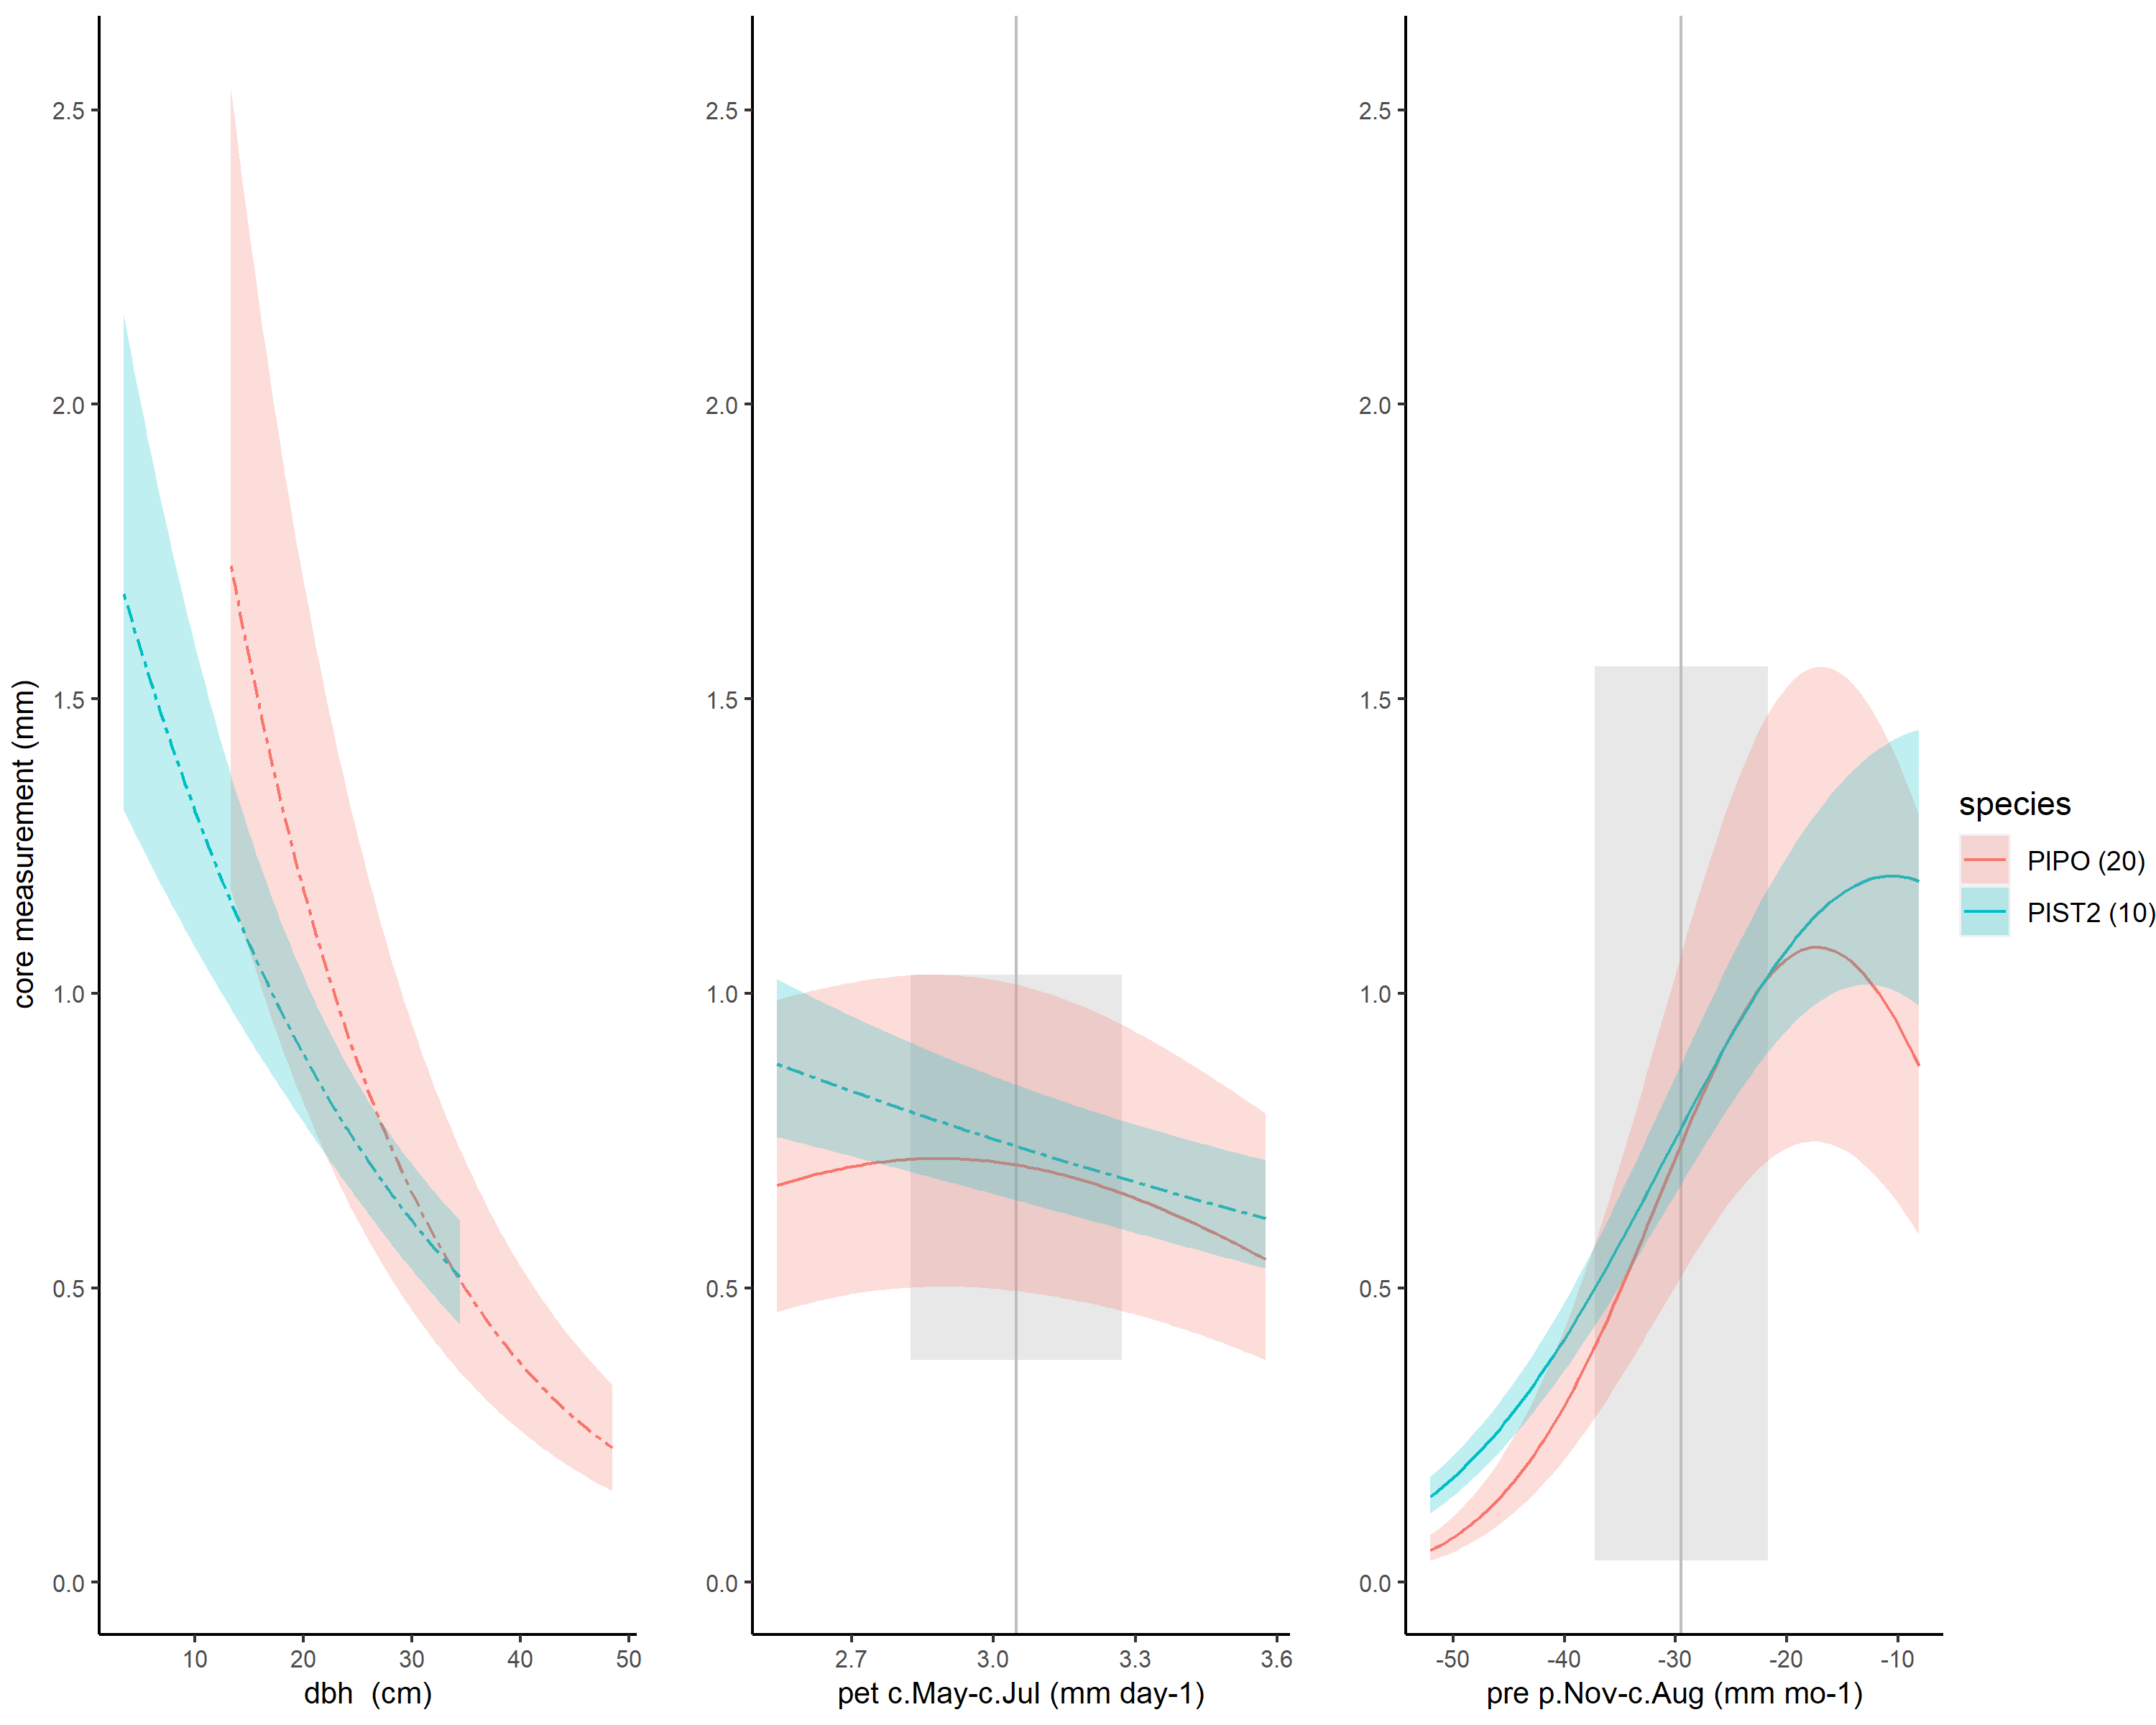 core measurement (mm)
2.5
2.0
1.5
1.0
0.5
0.0
10 20 30 40 50
dbh  (cm)
2.5
2.0
1.5
1.0
0.5
0.0
2.7 3.0 3.3 3.6
pet c.May-c.Jul (mm day-1)
2.5
2.0
1.5
1.0
0.5
0.0
-50 -40 -30 -20 -10
pre p.Nov-c.Aug (mm mo-1)
species
PIPO (20)
PIST2 (10)